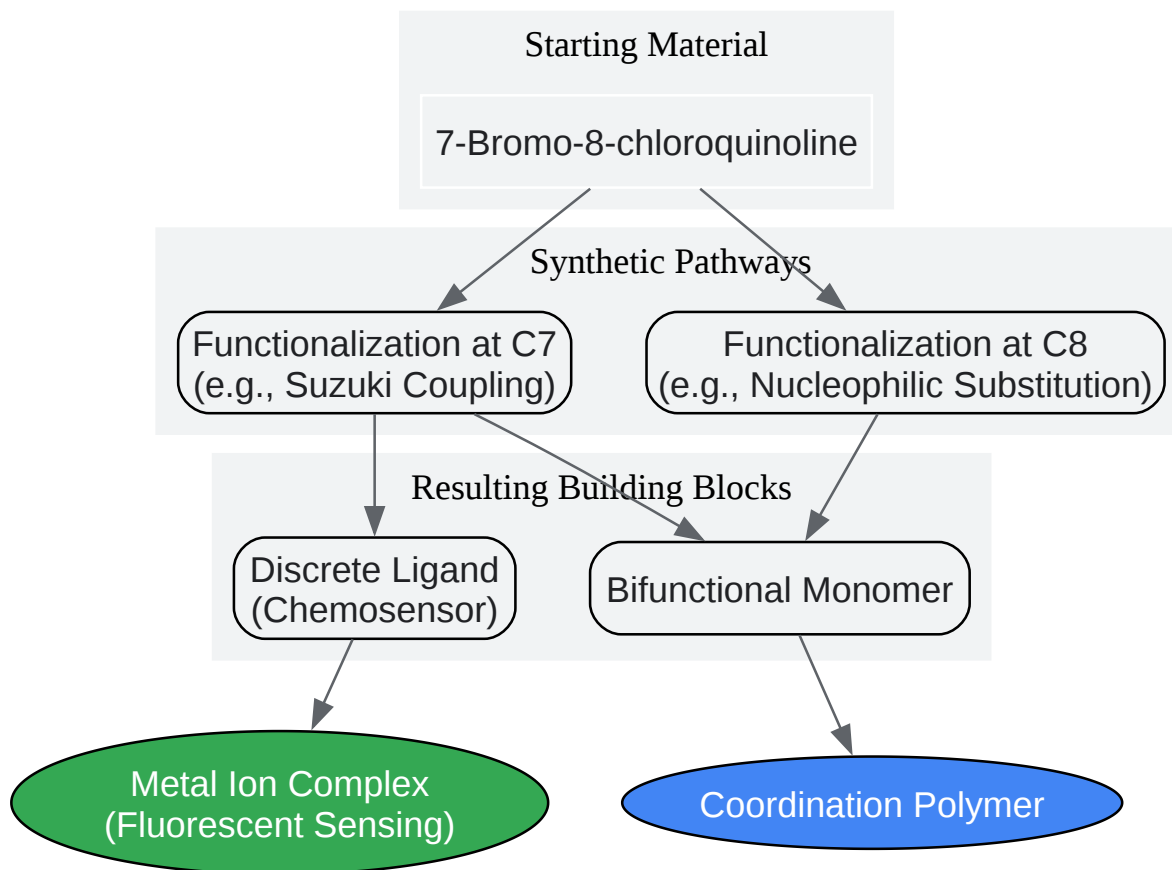 Starting Material
7-Bromo-8-chloroquinoline
Synthetic Pathways
Functionalization at C7
(e.g., Suzuki Coupling)
Functionalization at C8
(e.g., Nucleophilic Substitution)
Resulting Building Blocks
Discrete Ligand
(Chemosensor)
Bifunctional Monomer
Metal Ion Complex
(Fluorescent Sensing)
Coordination Polymer